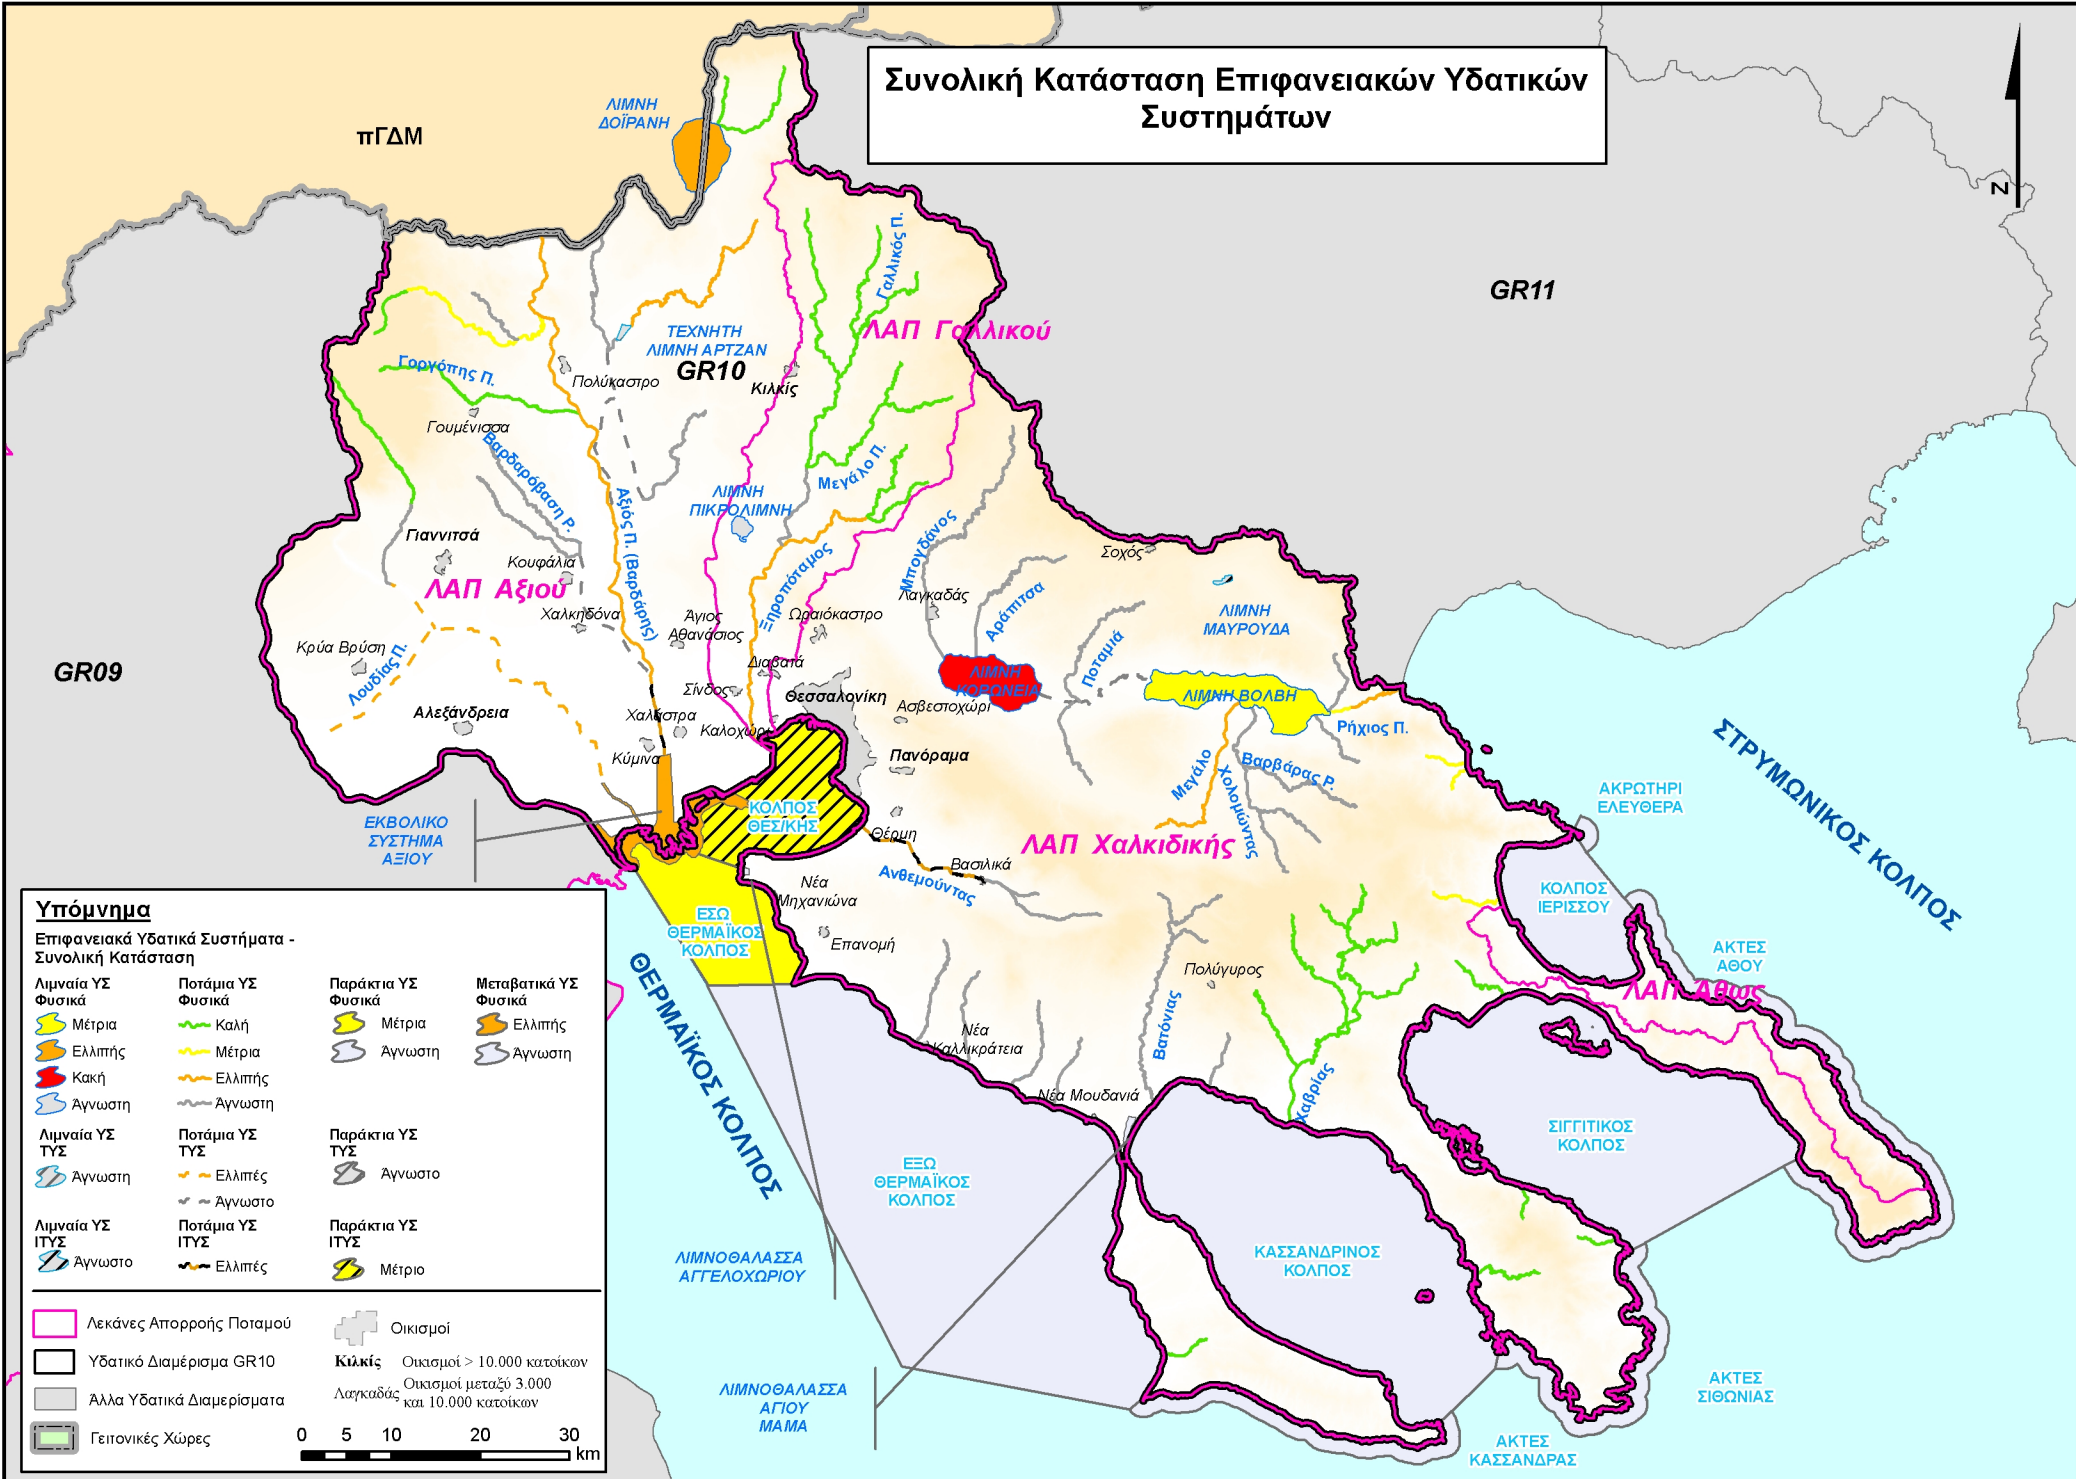 Συνολική Κατάσταση Επιφανειακών Υδατικών
Συστημάτων
Ν
πΓΔΜ
ΛΙΜΝΗ
ΔΟΪΡΑΝΗ
GR11
Γαλλικός Π.
ΛΑΠ Γαλλικού
ΤΕΧΝΗΤΗ
ΛΙΜΝΗ ΑΡΤΖΑΝ
GR10
Κιλκίς
Πολύκαστρο
Γοργόπης Π.
Γουμένισσα
Βαρδαρόβαση Ρ.
Αξιός Π. (Βαρδάρης)
Μεγάλο Π.
ΛΙΜΝΗ
ΠΙΚΡΟΛΙΜΝΗ
Γιαννιτσά
Κουφάλια
ΛΑΠ Αξιού
Χαλκηδόνα
Ξηροπόταμος
Μπογδάνος
Σοχός
Λαγκαδάς
Αράπιτσα
Ωραιόκαστρο
Άγιος
Αθανάσιος
ΛΙΜΝΗ
ΜΑΥΡΟΥΔΑ
Ποταμιά
Κρύα Βρύση
Λουδίας Π.
GR09
Διαβατά
Σίνδος
Θεσσαλονίκη
ΛΙΜΝΗ
ΚΟΡΩΝΕΙΑ
ΛΙΜΝΗ ΒΟΛΒΗ
Ασβεστοχώρι
Αλεξάνδρεια
Χαλάστρα
Καλοχώρι
Κύμινα
Ρήχιος Π.
Πανόραμα
Μεγάλο
Χολομώντας
Βαρβάρας Ρ.
ΣΤΡΥΜΩΝΙΚΟΣ ΚΟΛΠΟΣ
ΑΚΡΩΤΗΡΙ
ΕΛΕΥΘΕΡΑ
ΚΟΛΠΟΣ
ΘΕΣ/ΚΗΣ
ΕΚΒΟΛΙΚΟ
ΣΥΣΤΗΜΑ
ΑΞΙΟΥ
Θέρμη
ΛΑΠ Χαλκιδικής
Βασιλικά
Ανθεμούντας
Νέα
Μηχανιώνα
ΚΟΛΠΟΣ
ΙΕΡΙΣΣΟΥ
ΕΣΩ
ΘΕΡΜΑΪΚΟΣ
ΚΟΛΠΟΣ
Επανομή
ΑΚΤΕΣ
ΑΘΟΥ
Πολύγυρος
ΛΑΠ Άθως
ΘΕΡΜΑΪΚΟΣ ΚΟΛΠΟΣ
Βατόνιας
Νέα
Καλλικράτεια
Χαβρίας
Νέα Μουδανιά
ΣΙΓΓΙΤΙΚΟΣ
ΚΟΛΠΟΣ
ΕΞΩ
ΘΕΡΜΑΪΚΟΣ
ΚΟΛΠΟΣ
ΚΑΣΣΑΝΔΡΙΝΟΣ
ΚΟΛΠΟΣ
ΛΙΜΝΟΘΑΛΑΣΣΑ
ΑΓΓΕΛΟΧΩΡΙΟΥ
ΛΙΜΝΟΘΑΛΑΣΣΑ
ΑΓΙΟΥ
ΜΑΜΑ
ΑΚΤΕΣ
ΣΙΘΩΝΙΑΣ
ΑΚΤΕΣ
ΚΑΣΣΑΝΔΡΑΣ
Υπόμνημα
Επιφανειακά Υδατικά Συστήματα -
Συνολική Κατάσταση
Λιμναία ΥΣ
Φυσικά
Μέτρια
Ελλιπής
Κακή
Άγνωστη
Ποτάμια ΥΣ
Φυσικά
Καλή
Μέτρια
Ελλιπής
Άγνωστη
Παράκτια ΥΣ
Φυσικά
Μέτρια
Άγνωστη
Μεταβατικά ΥΣ
Φυσικά
Ελλιπής
Άγνωστη
Λιμναία ΥΣ
ΤΥΣ
Άγνωστη
Ποτάμια ΥΣ
ΤΥΣ
Ελλιπές
Άγνωστο
Παράκτια ΥΣ
ΤΥΣ
Άγνωστο
Λιμναία ΥΣ
ΙΤΥΣ
Άγνωστο
Ποτάμια ΥΣ
ΙΤΥΣ
Ελλιπές
Παράκτια ΥΣ
ΙΤΥΣ
Μέτριο
Λεκάνες Απορροής Ποταμού
Υδατικό Διαμέρισμα GR10
Άλλα Υδατικά Διαμερίσματα
Γειτονικές Χώρες
Οικισμοί
Κιλκίς Οικισμοί > 10.000 κατοίκων
Λαγκαδάς Οικισμοί μεταξύ 3.000
και 10.000 κατοίκων
0 5 10 20 30
km